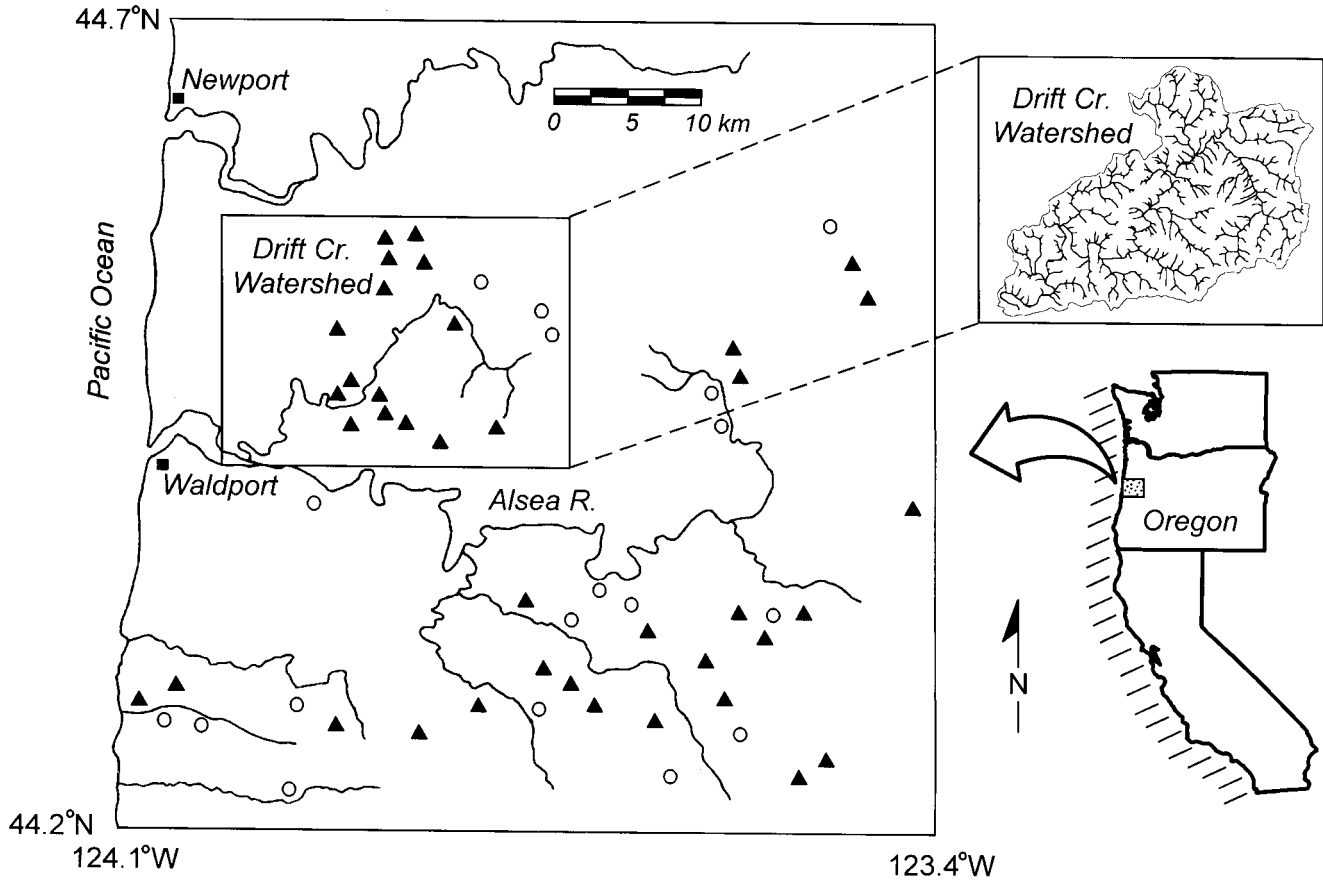 44.7°N
Newport
0 5 10 km
Drift Cr.
Watershed
Pacific Ocean
Drift Cr.
Watershed
Waldport
Alsea R.
Oregon
N
44.2°N
124.1°W
123.4°W